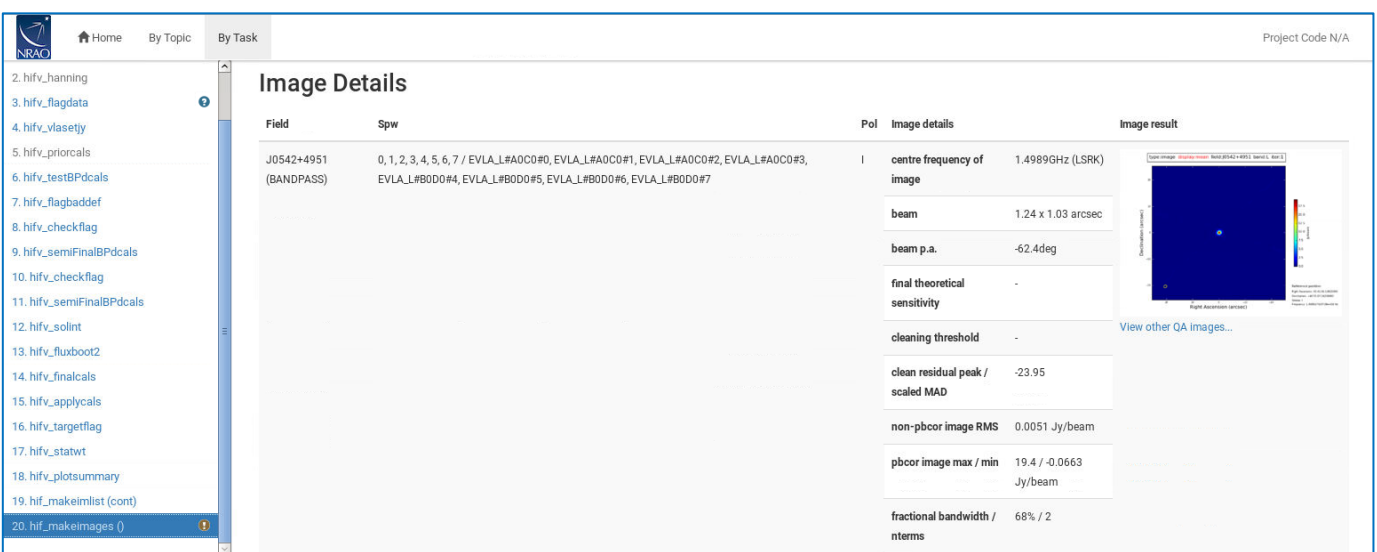 NRAO
Home By Topic By Task Project Code N/A
2. hifv_hanning
3. hifv_flagdata
4. hifv_vlasetjy
5. hifv_priorcals
6. hifv_testBPdcals
7. hifv_flagbaddef
8. hifv_checkflag
9. hifv_semiFinalBPdcals
10. hifv_checkflag
11. hifv_semiFinalBPdcals
12. hifv_solint
13. hifv_fluxboot2
14. hifv_finalcals
15. hifv_applycals
16. hifv_targetflag
17. hifv_statwt
18. hifv_plotsummary
19. hif_makeimlist (cont)
20. hif_makeimages ()
Image Details
Field Spw Pol Image details Image result
J0542+4951
(BANDPASS)
0, 1, 2, 3, 4, 5, 6, 7 / EVLA_L#A0C0#0, EVLA_L#A0C0#1, EVLA_L#A0C0#2, EVLA_L#A0C0#3,
EVLA_L#B0D0#4, EVLA_L#B0D0#5, EVLA_L#B0D0#6, EVLA_L#B0D0#7
I
centre frequency of
image
1.4989GHz (LSRK)
beam 1.24 x 1.03 arcsec
beam p.a. -62.4deg
final theoretical
sensitivity
-
cleaning threshold -
clean residual peak /
scaled MAD
-23.95
non-pbcor image RMS 0.0051 Jy/beam
pbcor image max / min
19.4 / -0.0663
Jy/beam
fractional bandwidth /
nterms
68% / 2
Declination (arcsec)
Right Ascension (arcsec)
View other QA images...